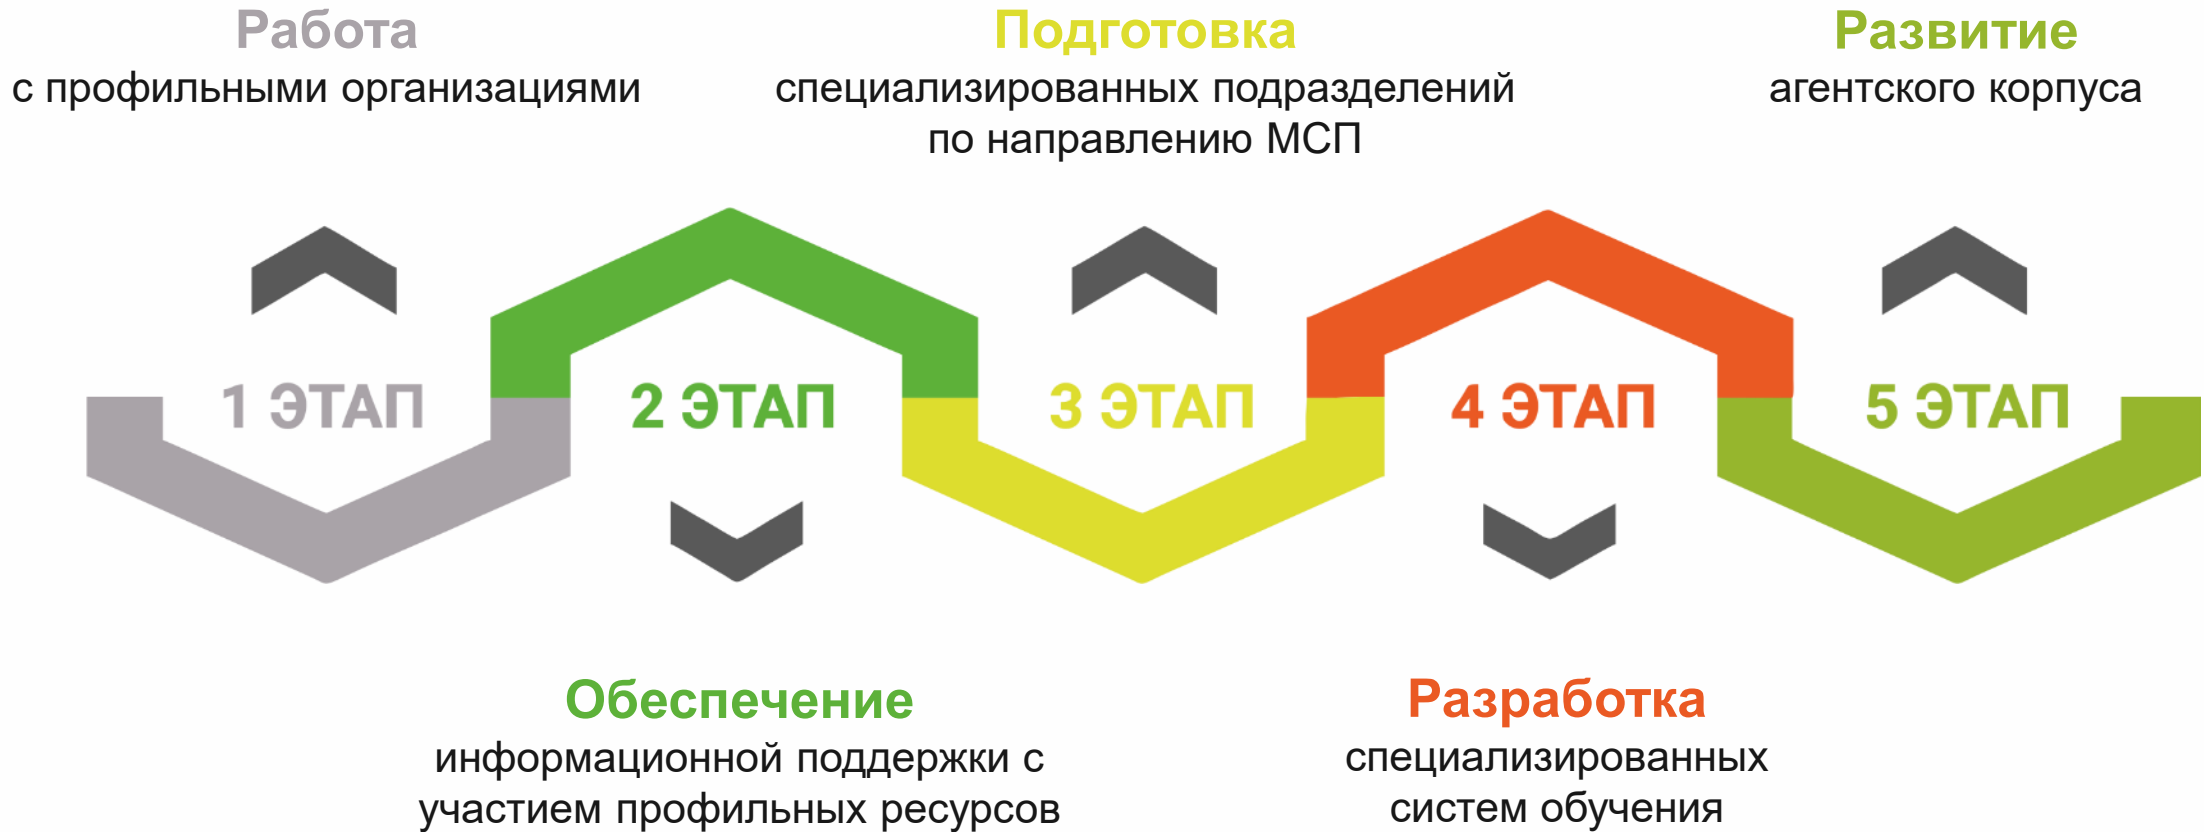 Работа
с профильными организациями
Подготовка
специализированных подразделений
по направлению МСП
Развитие
агентского корпуса
1 ЭТАП
2 ЭТАП
3 ЭТАП
4 ЭТАП
5 ЭТАП
Обеспечение
информационной поддержки с
участием профильных ресурсов
Разработка
специализированных
систем обучения